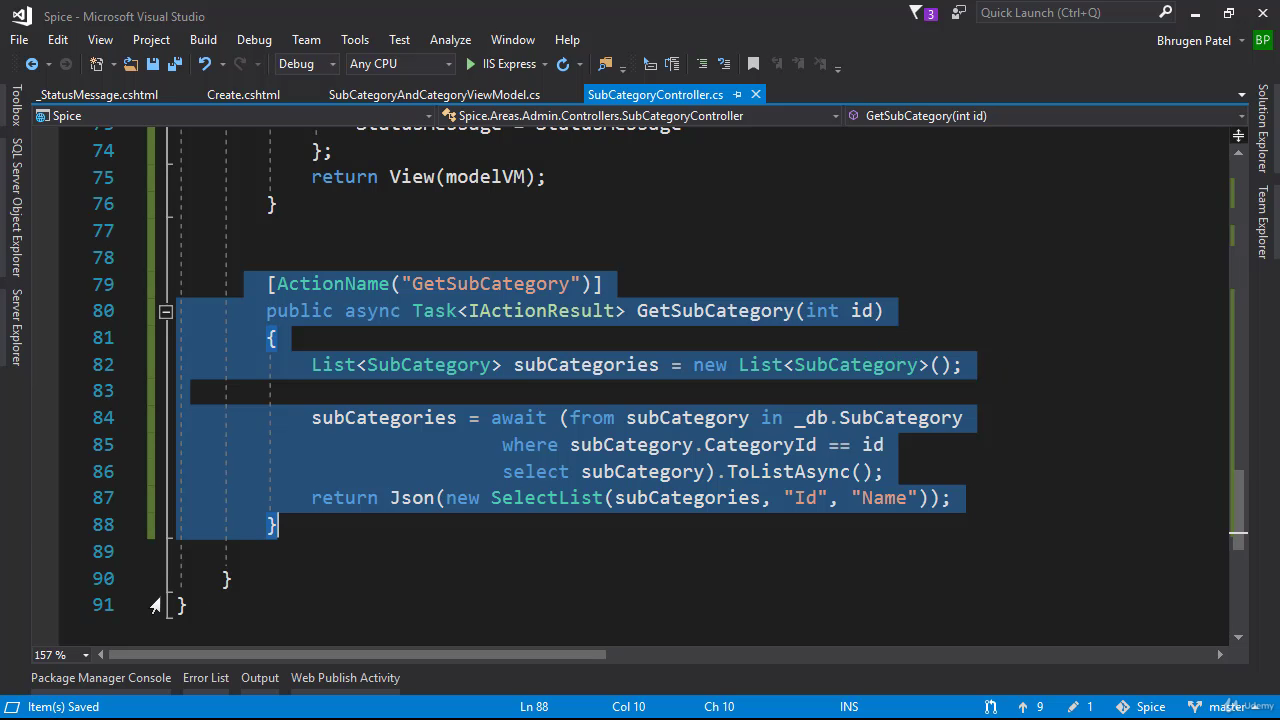 Spice - Microsoft Visual Studio
3
Quick Launch (Ctrl+Q)
File Edit View Project Build Debug Team Tools Test Analyze Window Help
Bhrugen Patel BP
Debug Any CPU IIS Express
_StatusMessage.cshtml Create.cshtml SubCategoryAndCategoryViewModel.cs SubCategoryController.cs
Spice Spice.Areas.Admin.Controllers.SubCategoryController GetSubCategory(int id)
Toolbox
SQL Server Object Explorer
Server Explorer
Solution Explorer
Team Explorer
73 StatusMessage = StatusMessage
74 };
75 return View(modelVM);
76 }
77
78
79 [ActionName("GetSubCategory")]
80 public async Task<IActionResult> GetSubCategory(int id)
81 {
82 List<SubCategory> subCategories = new List<SubCategory>();
83
84 subCategories = await (from subCategory in _db.SubCategory
85 where subCategory.CategoryId == id
86 select subCategory).ToListAsync();
87 return Json(new SelectList(subCategories, "Id", "Name"));
88 }
89
90 }
91 }
157 %
Package Manager Console Error List Output Web Publish Activity
Item(s) Saved Ln 88 Col 10 Ch 10 INS 9 1 Spice master
Udemy